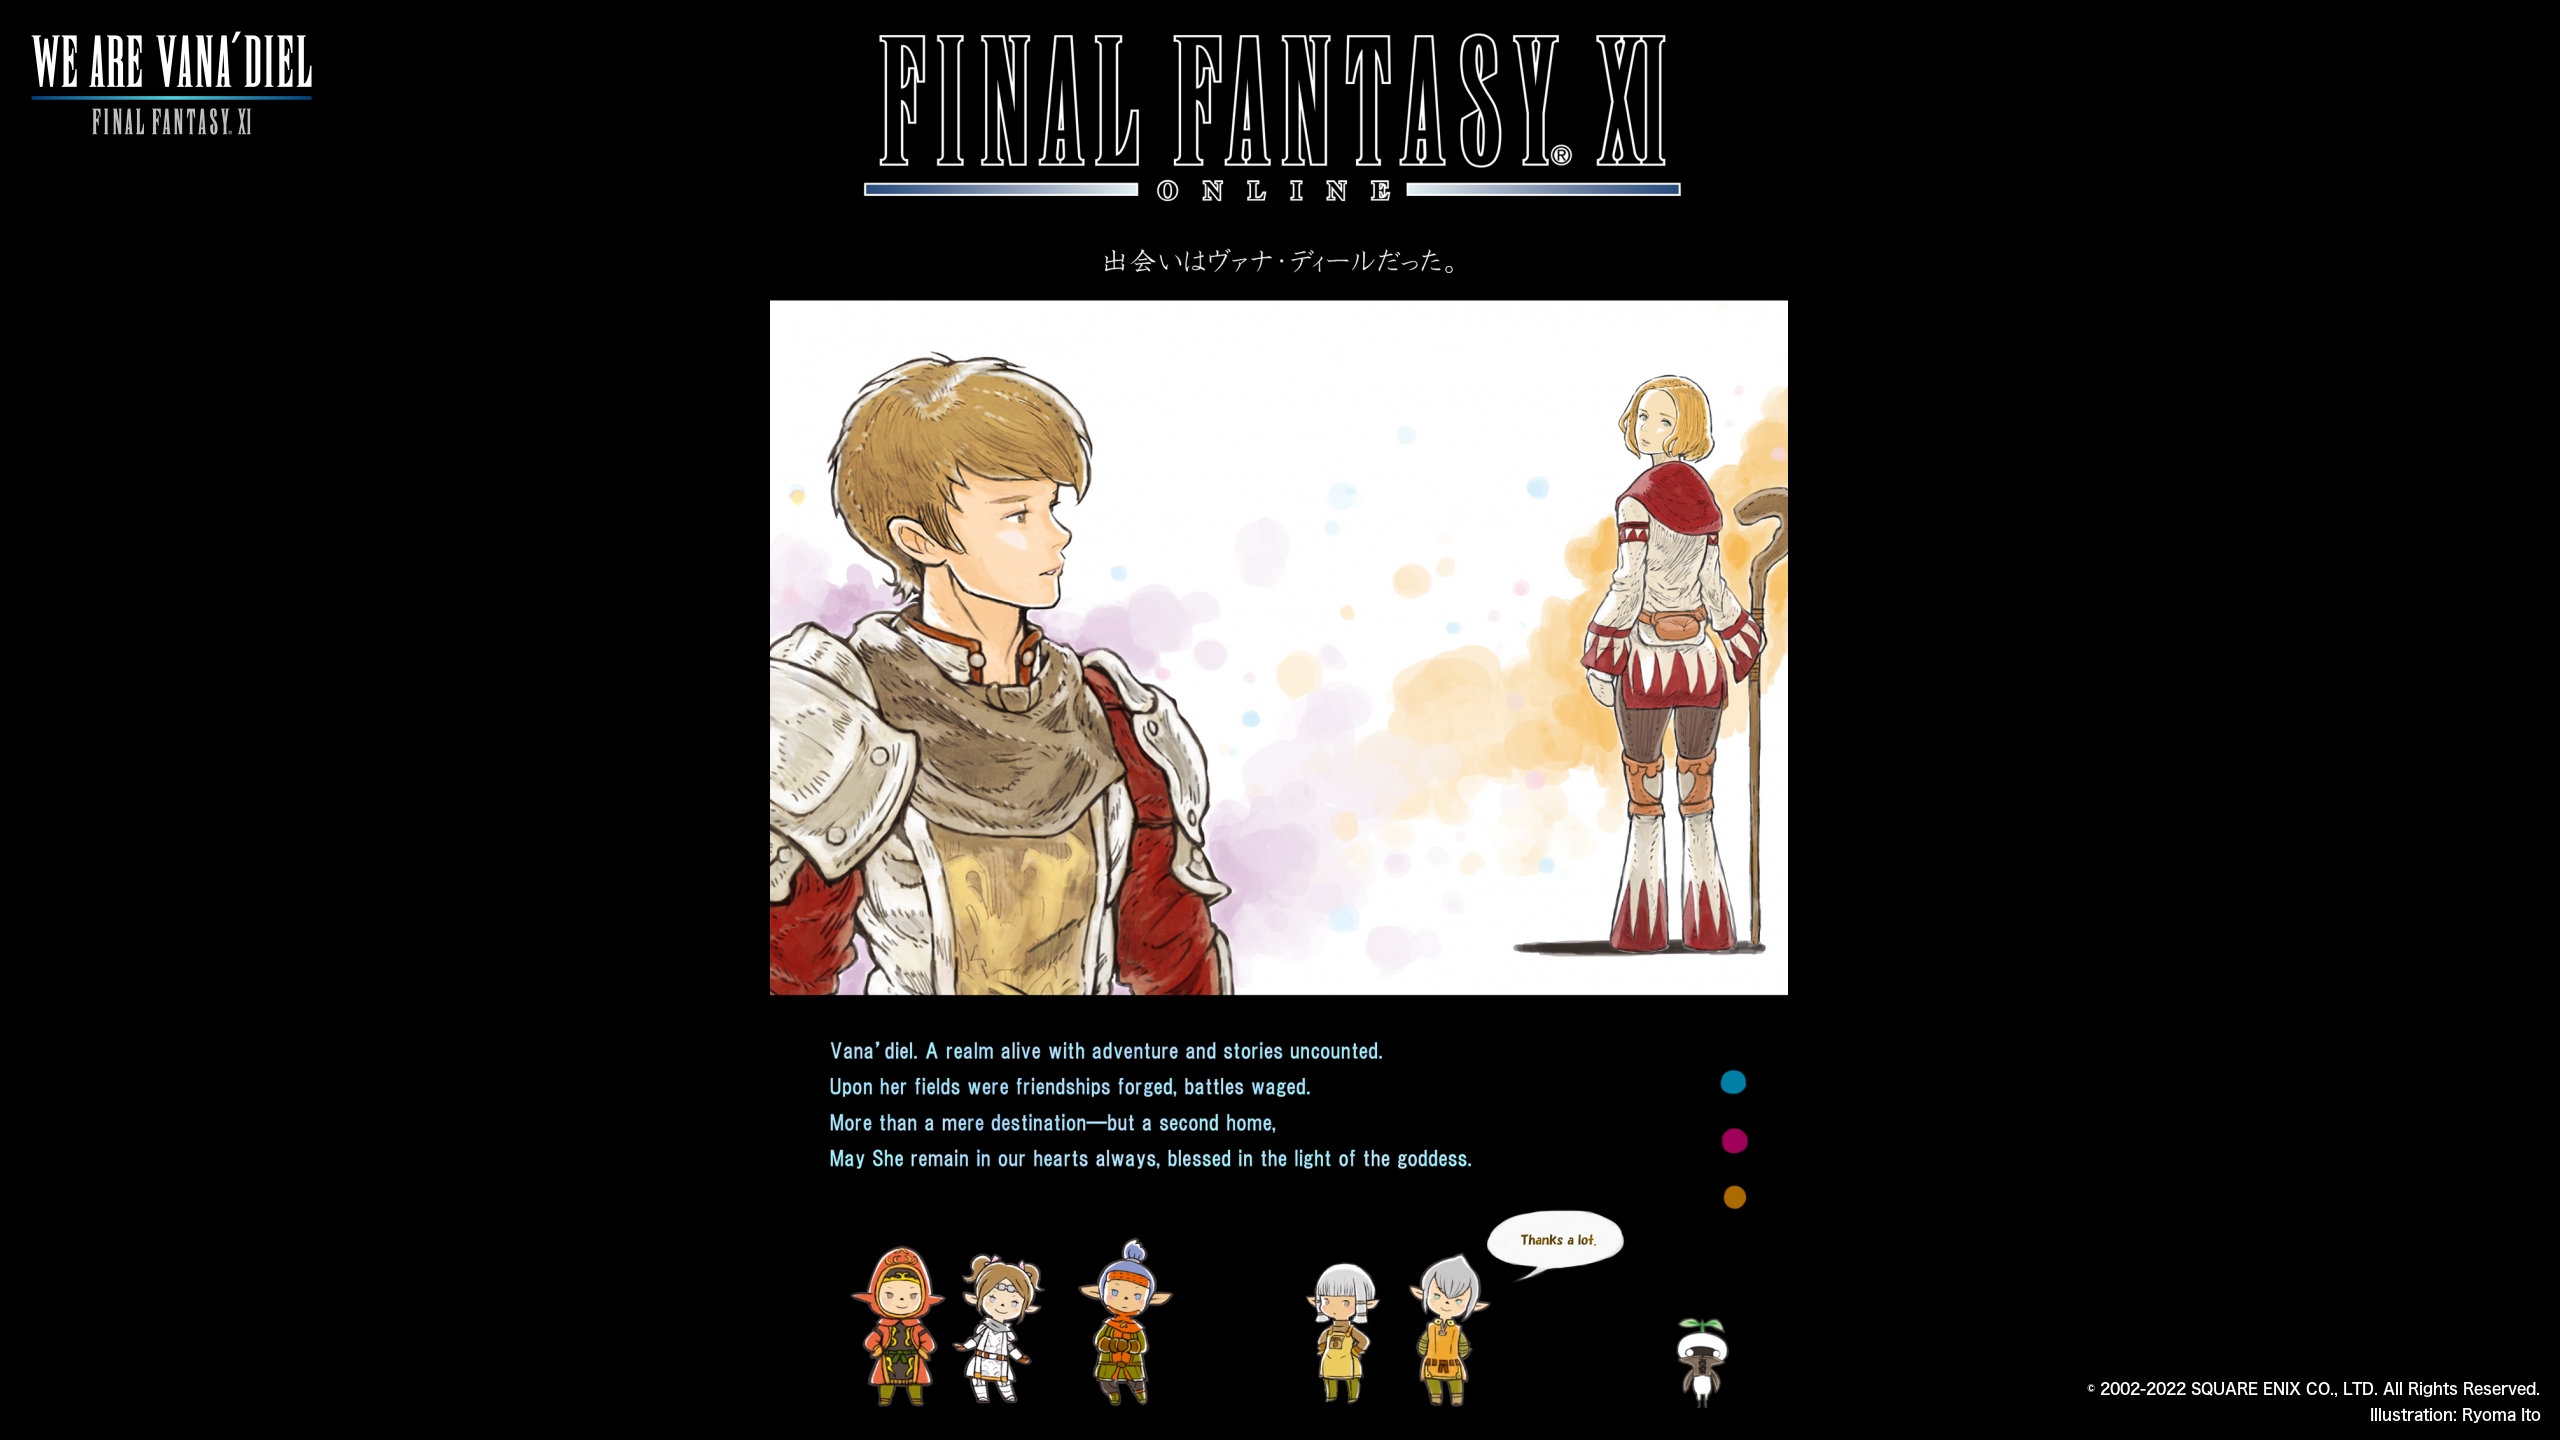 WE ARE VANA´DIEL
FINAL FANTASY® XI
FINAL FANTASY® XI
ONLINE
出会いはヴァナ・ディールだった。
Vana’diel. A realm alive with adventure and stories uncounted.
Upon her fields were friendships forged, battles waged.
More than a mere destination—but a second home,
May She remain in our hearts always, blessed in the light of the goddess.
Thanks a lot.
© 2002-2022 SQUARE ENIX CO., LTD. All Rights Reserved.
Illustration: Ryoma Ito